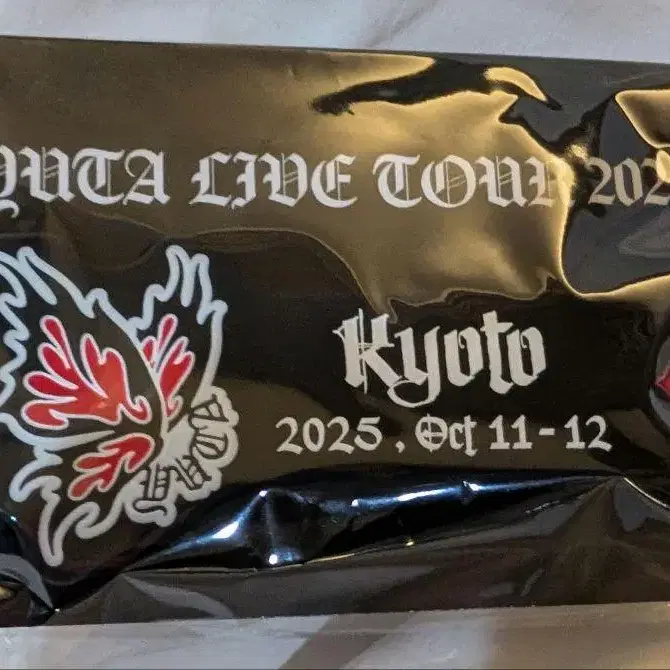 YUTA LIVE TOUR 202
Kyoto
2025, Oct 11-12